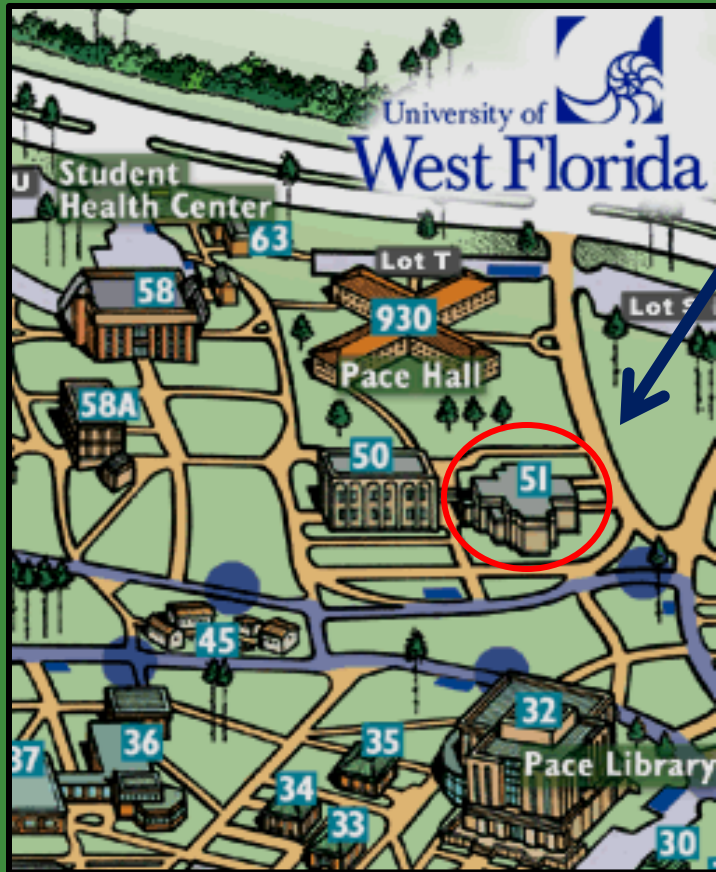 University of
West Florida
U
Student
Health Center
63
Lot T
58
930
Lot S
Pace Hall
58A
50
51
45
32
36
35
37
Pace Library
34
33
30